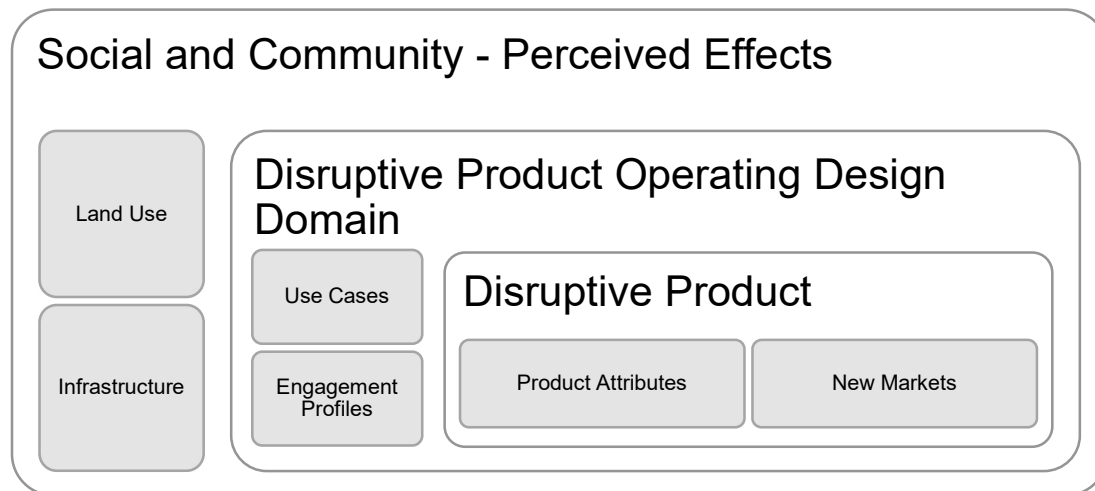 Social and Community - Perceived Effects
Land Use
Infrastructure
Disruptive Product Operating Design
Domain
Use Cases
Engagement
Profiles
Disruptive Product
Product Attributes
New Markets